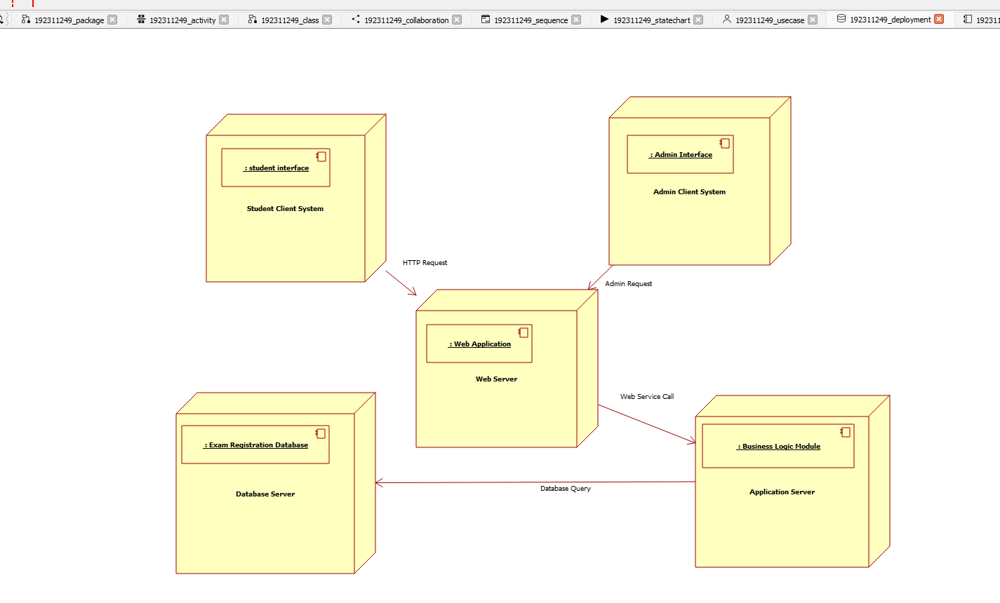 192311249_package
192311249_activity
192311249_class
192311249_collaboration
192311249_sequence
192311249_statechart
192311249_usecase
192311249_deployment
: student interface
Student Client System
: Admin Interface
Admin Client System
HTTP Request
Admin Request
: Web Application
Web Server
Web Service Call
: Exam Registration Database
Database Server
: Business Logic Module
Application Server
Database Query